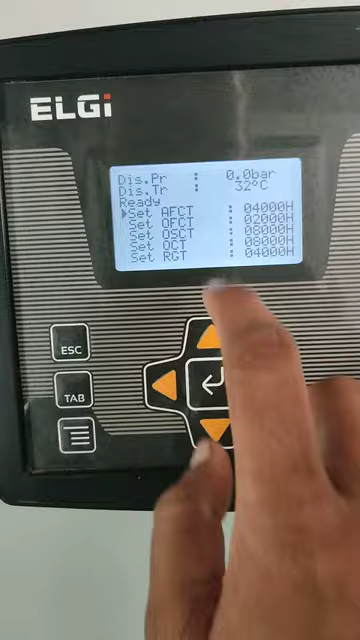 ELGi
Dis.Pr : 0.0bar
Dis.Tr : 32°C
Ready
Set AFCT : 04000H
Set OFCT : 02000H
Set OSCT : 08000H
Set OCT : 08000H
Set RGT : 04000H
ESC
TAB